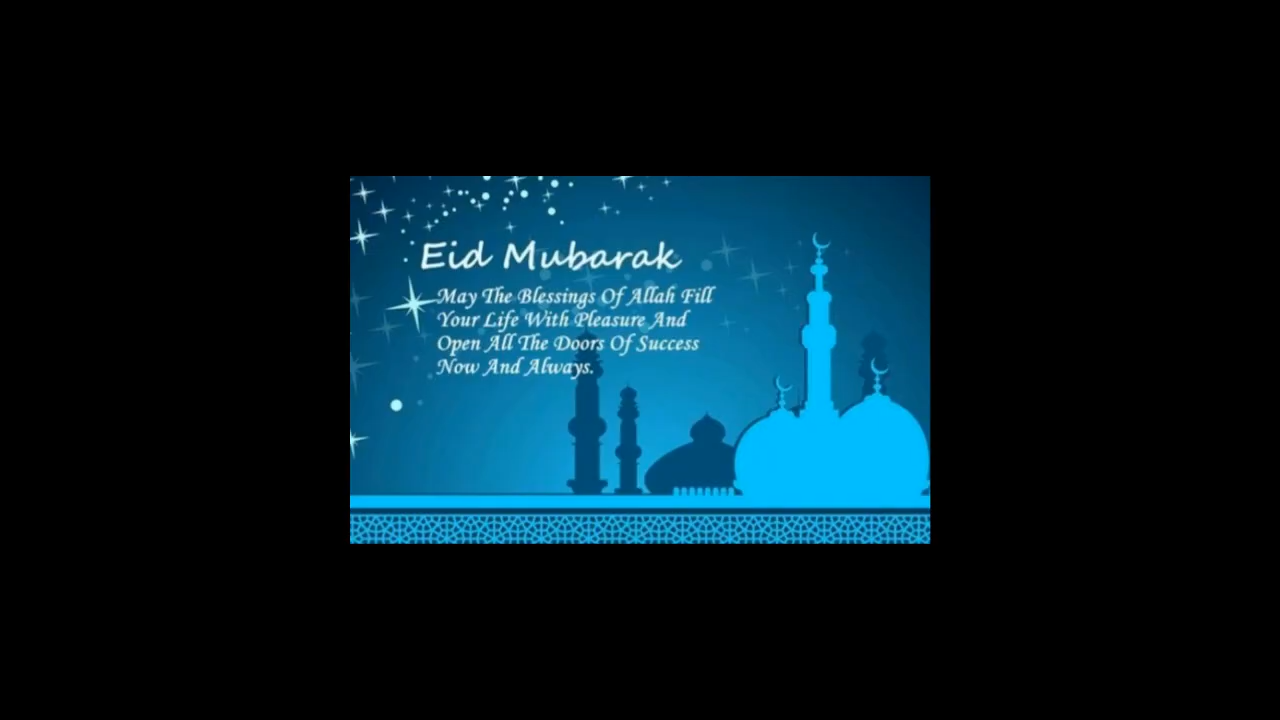 Eid Mubarak
May The Blessings Of Allah Fill
Your Life With Pleasure And
Open All The Doors Of Success
Now And Always.